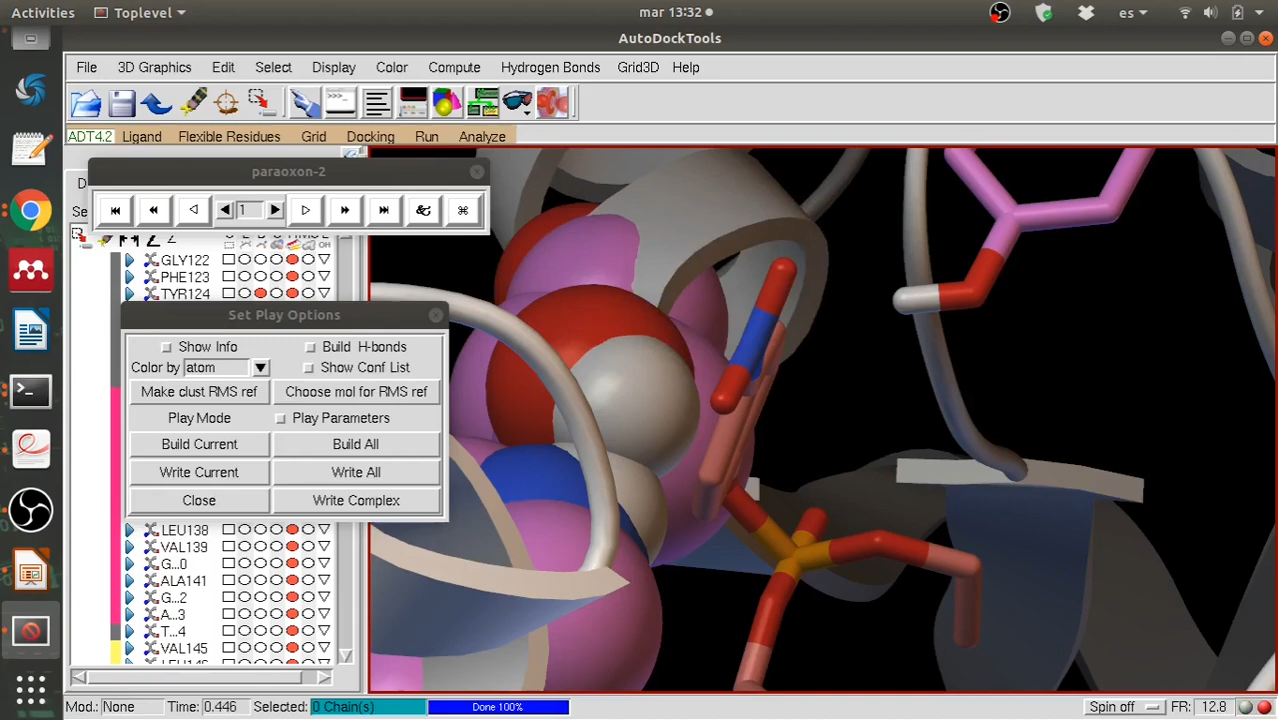 Activities Toplevel mar 13:32 es
AutoDockTools
File 3D Graphics Edit Select Display Color Compute Hydrogen Bonds Grid3D Help
ADT4.2 Ligand Flexible Residues Grid Docking Run Analyze
paraoxon-2
1
GLY122
PHE123
TYR124
Set Play Options
Show Info Build H-bonds
Color by atom Show Conf List
Make clust RMS ref Choose mol for RMS ref
Play Mode Play Parameters
Build Current Build All
Write Current Write All
Close Write Complex
LEU138
VAL139
G...0
ALA141
G...2
A...3
T...4
VAL145
Mod.: None Time: 0.446 Selected: 0 Chain(s) Done 100% Spin off FR: 12.8